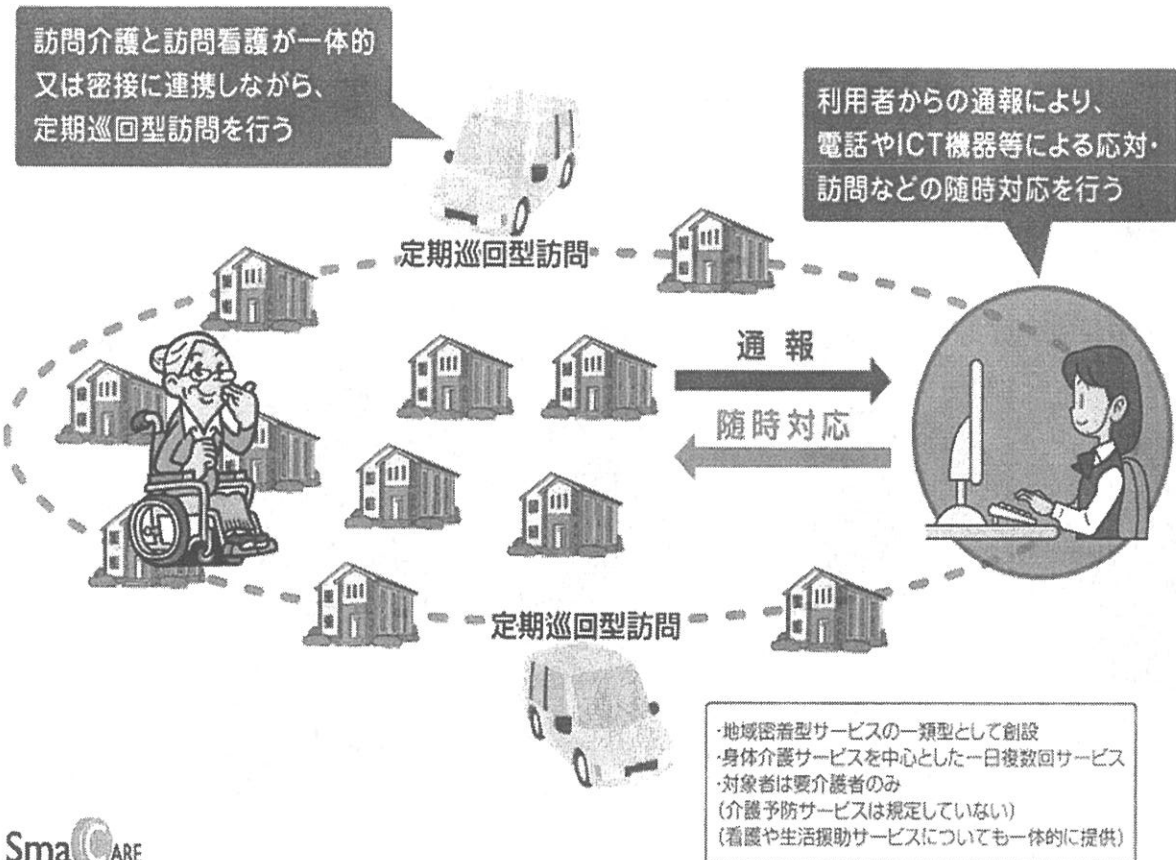 訪問介護と訪問看護が一体的
又は密接に連携しながら、
定期巡回型訪問を行う
利用者からの通報により、
電話やICT機器等による応対・
訪問などの随時対応を行う
定期巡回型訪問
通報
随時対応
定期巡回型訪問
・地域密着型サービスの一類型として創設
・身体介護サービスを中心とした一日複数回サービス
・対象者は要介護者のみ
(介護予防サービスは規定していない)
(看護や生活援助サービスについても一体的に提供)
SmaCCARE